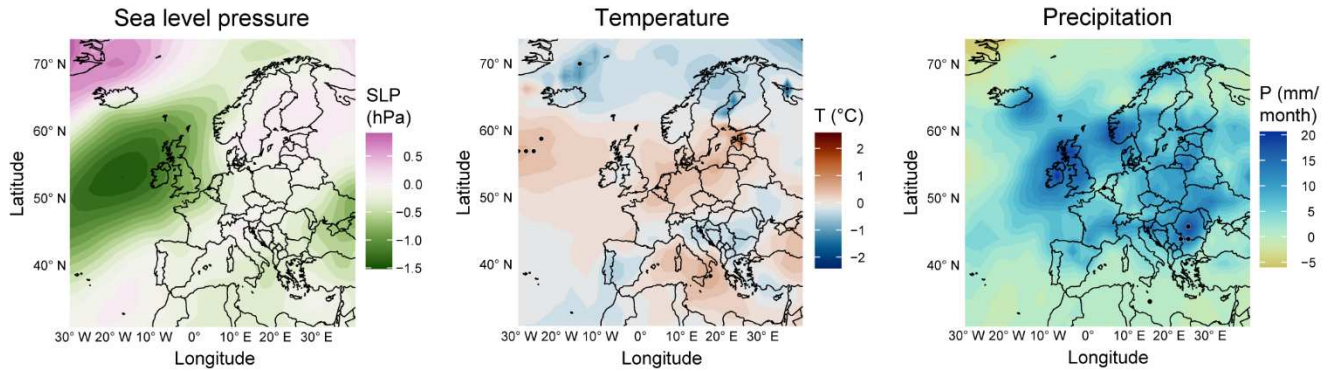 Sea level pressure
70° N
60° N
50° N
40° N
30° W 20° W 10° W 0° 10° E 20° E 30° E
Latitude
Longitude
SLP
(hPa)
0.5
0.0
−0.5
−1.0
−1.5
Temperature
70° N
60° N
50° N
40° N
30° W 20° W 10° W 0° 10° E 20° E 30° E
Latitude
Longitude
T (°C)
2
1
0
−1
−2
Precipitation
70° N
60° N
50° N
40° N
30° W 20° W 10° W 0° 10° E 20° E 30° E
Latitude
Longitude
P (mm/
month)
20
15
10
5
0
−5